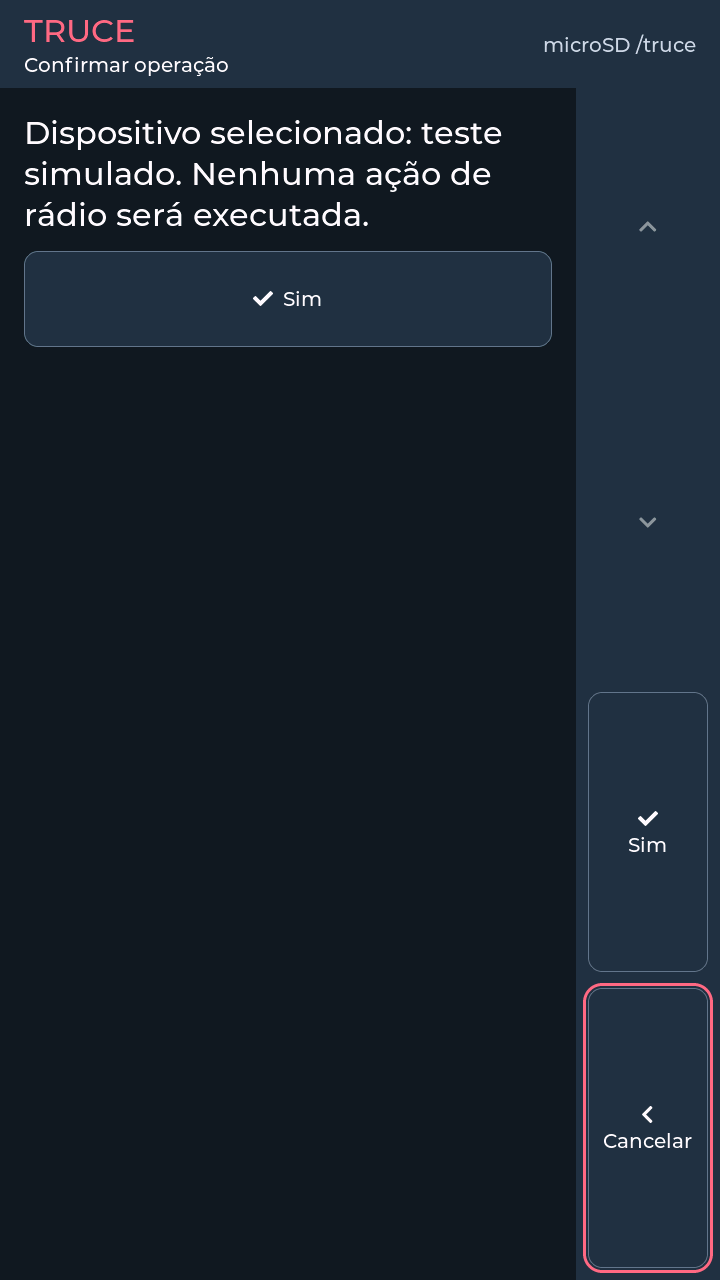 TRUCE
Confirmar operação
microSD /truce
Dispositivo selecionado: teste
simulado. Nenhuma ação de
rádio será executada.
Sim
Sim
Cancelar